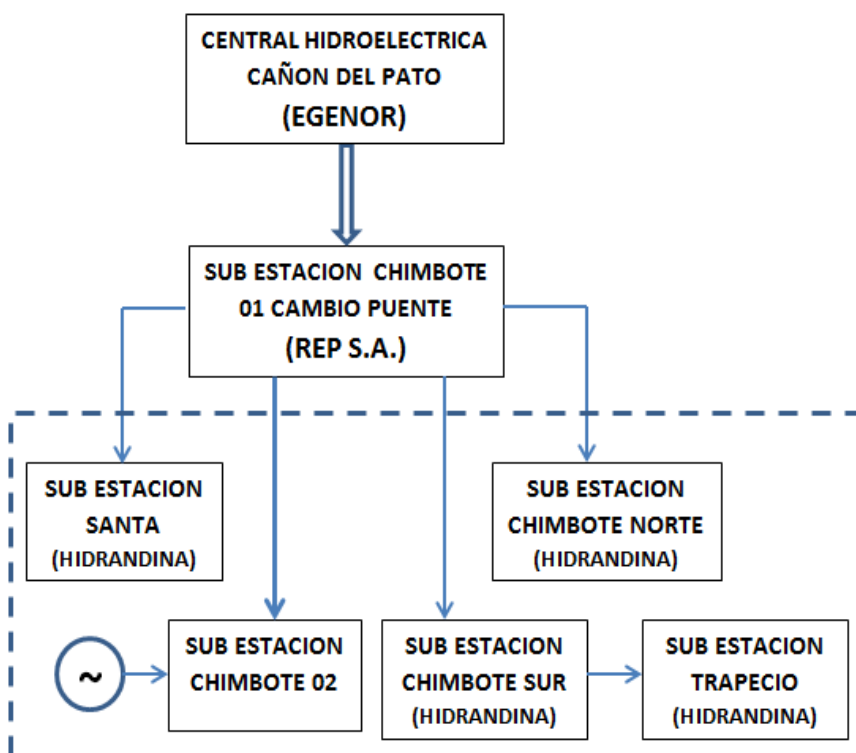 CENTRAL HIDROELECTRICA
CAÑON DEL PATO
(EGENOR)
SUB ESTACION CHIMBOTE
01 CAMBIO PUENTE
(REP S.A.)
SUB ESTACION
SANTA
(HIDRANDINA)
SUB ESTACION
CHIMBOTE NORTE
(HIDRANDINA)
~
SUB ESTACION
CHIMBOTE 02
SUB ESTACION
CHIMBOTE SUR
(HIDRANDINA)
SUB ESTACION
TRAPECIO
(HIDRANDINA)